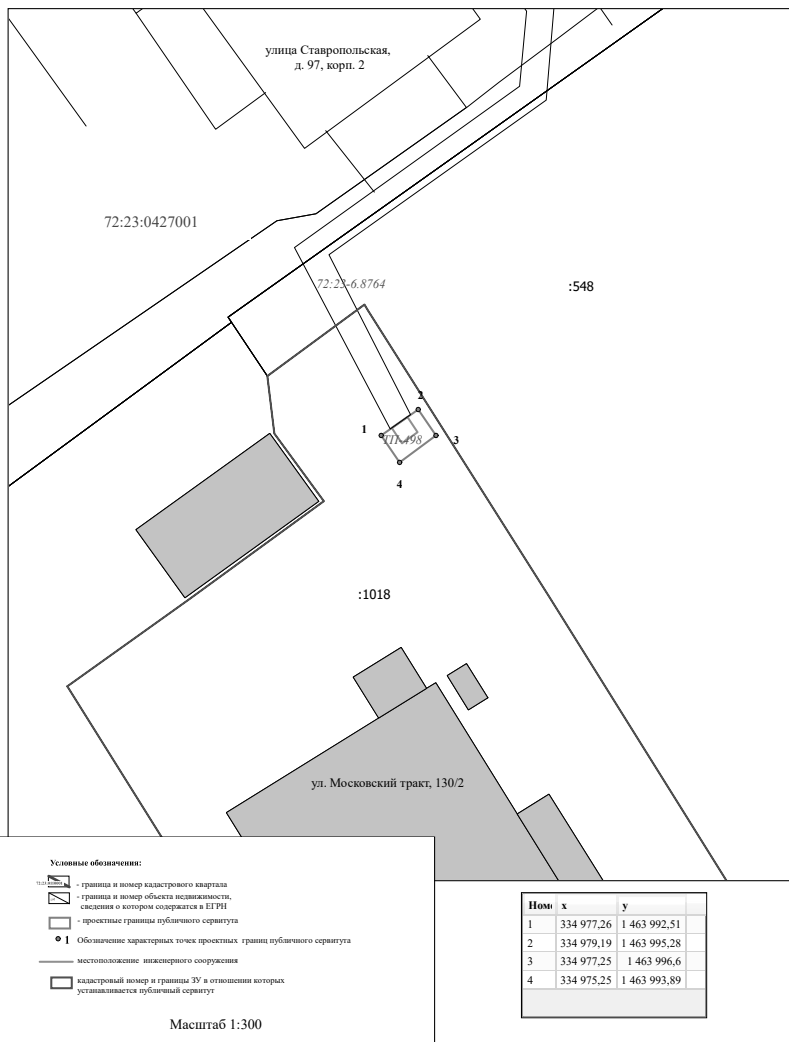 улица Ставропольская,
д. 97, корп. 2
72:23:0427001
72:23-6.8764
:548
2
1
ТП-498
3
4
:1018
ул. Московский тракт, 130/2
Условные обозначения:
- граница и номер кадастрового квартала
- граница и номер объекта недвижимости,
сведения о котором содержатся в ЕГРН
- проектные границы публичного сервитута
1 Обозначение характерных точек проектных границ публичного сервитута
местоположение инженерного сооружения
кадастровый номер и границы ЗУ в отношении которых
устанавливается публичный сервитут
Масштаб 1:300
Номе x y
1 334 977,26 1 463 992,51
2 334 979,19 1 463 995,28
3 334 977,25 1 463 996,6
4 334 975,25 1 463 993,89